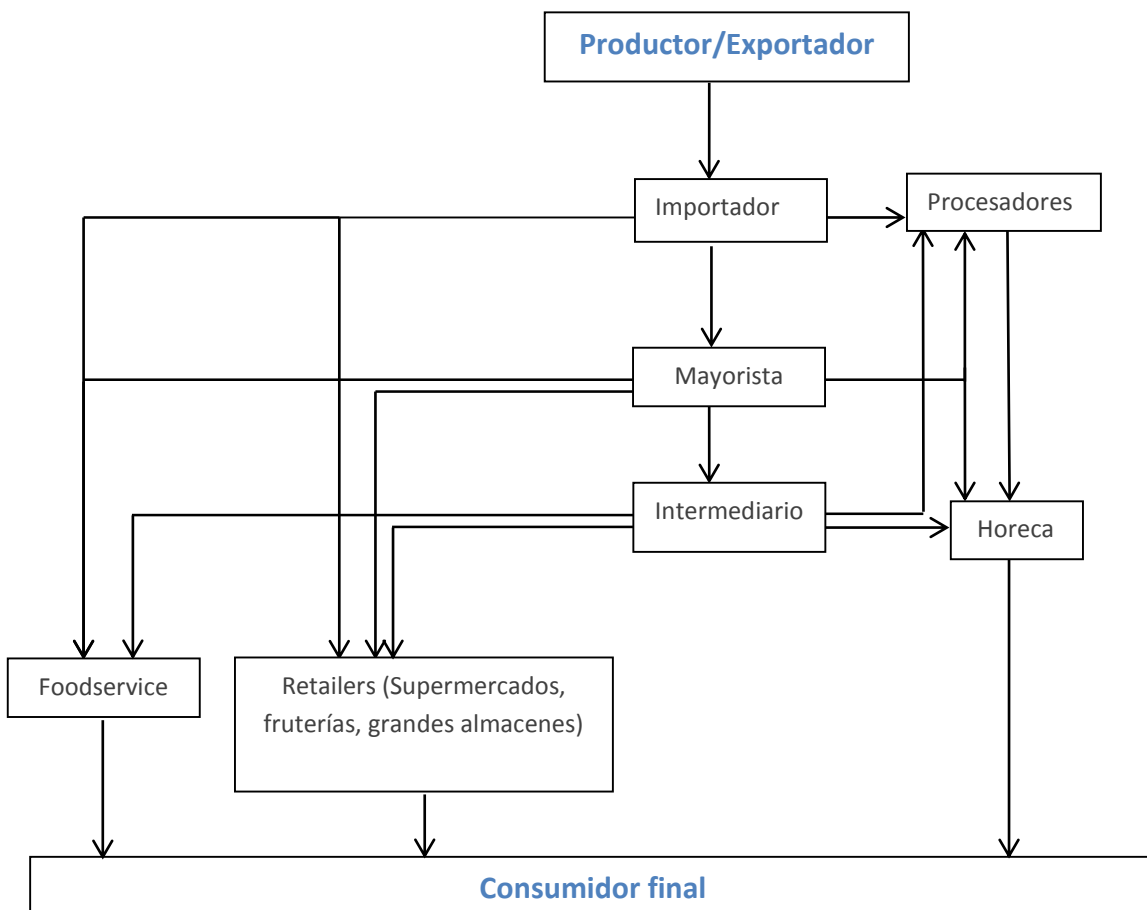 Productor/Exportador
Importador
Procesadores
Mayorista
Intermediario
Horeca
Foodservice
Retailers (Supermercados,
fruterías, grandes almacenes)
Consumidor final